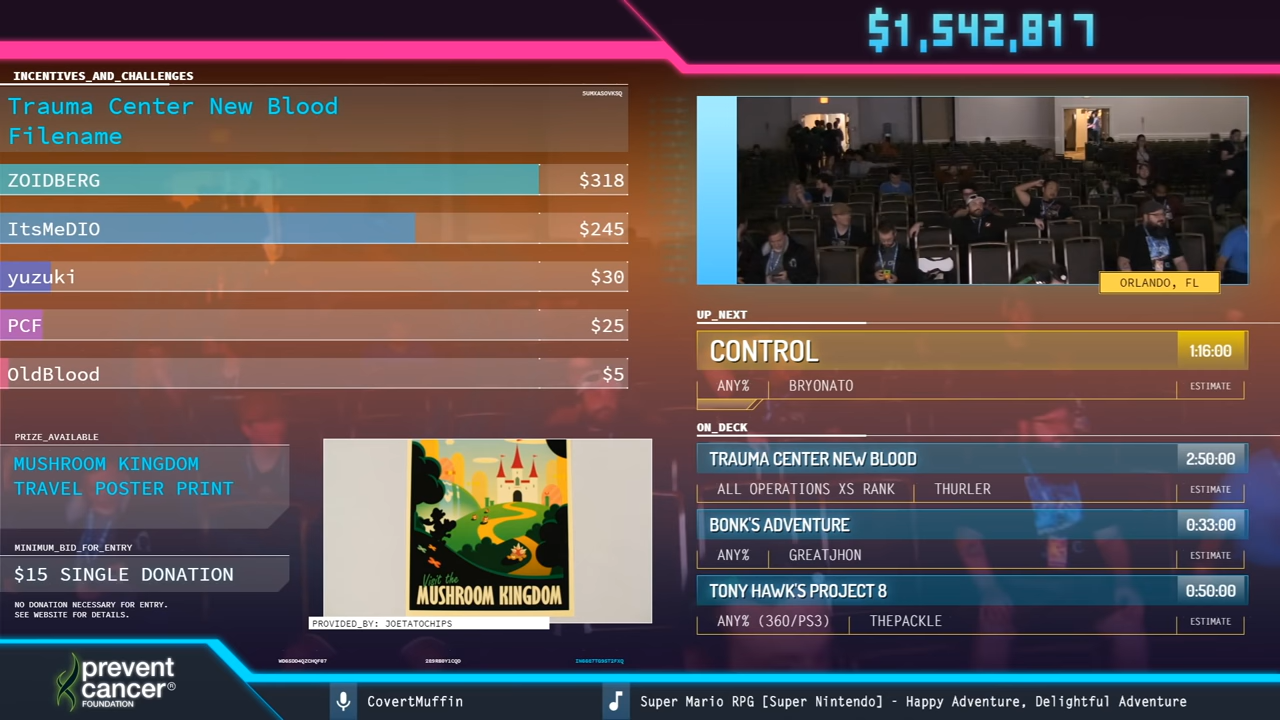 $1,542,817
INCENTIVES_AND_CHALLENGES
Trauma Center New Blood
Filename
SUMXASOVKSQ
ZOIDBERG $318
ItsMeDIO $245
yuzuki $30
PCF $25
OldBlood $5
PRIZE_AVAILABLE
MUSHROOM KINGDOM
TRAVEL POSTER PRINT
MINIMUM_BID_FOR_ENTRY
$15 SINGLE DONATION
NO DONATION NECESSARY FOR ENTRY.
SEE WEBSITE FOR DETAILS.
Visit the
MUSHROOM KINGDOM
PROVIDED_BY: JOETATOCHIPS
ORLANDO, FL
UP_NEXT
CONTROL 1:16:00
ANY% BRYONATO ESTIMATE
ON_DECK
TRAUMA CENTER NEW BLOOD 2:50:00
ALL OPERATIONS XS RANK THURLER ESTIMATE
BONK'S ADVENTURE 0:33:00
ANY% GREATJHON ESTIMATE
TONY HAWK'S PROJECT 8 0:50:00
ANY% (360/PS3) THEPACKLE ESTIMATE
prevent
cancer®
FOUNDATION
CovertMuffin
Super Mario RPG [Super Nintendo] - Happy Adventure, Delightful Adventure